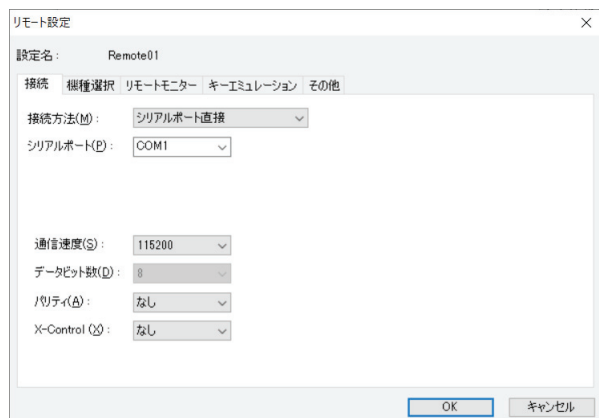 リモート設定
設定名： Remote01
接続 機種選択 リモートモニター キーエミュレーション その他
接続方法(M)： シリアルポート直接
シリアルポート(P)： COM1
通信速度(S)： 115200
データビット数(D)： 8
パリティ(A)： なし
X-Control (X)： なし
OK キャンセル